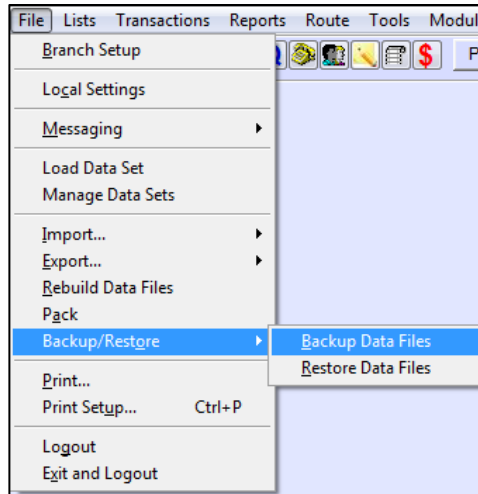 File Lists Transactions Reports Route Tools Modul
Branch Setup
$ P
Local Settings
Messaging
Load Data Set
Manage Data Sets
Import...
Export...
Rebuild Data Files
Pack
Backup/Restore Backup Data Files
Restore Data Files
Print...
Print Setup... Ctrl+P
Logout
Exit and Logout